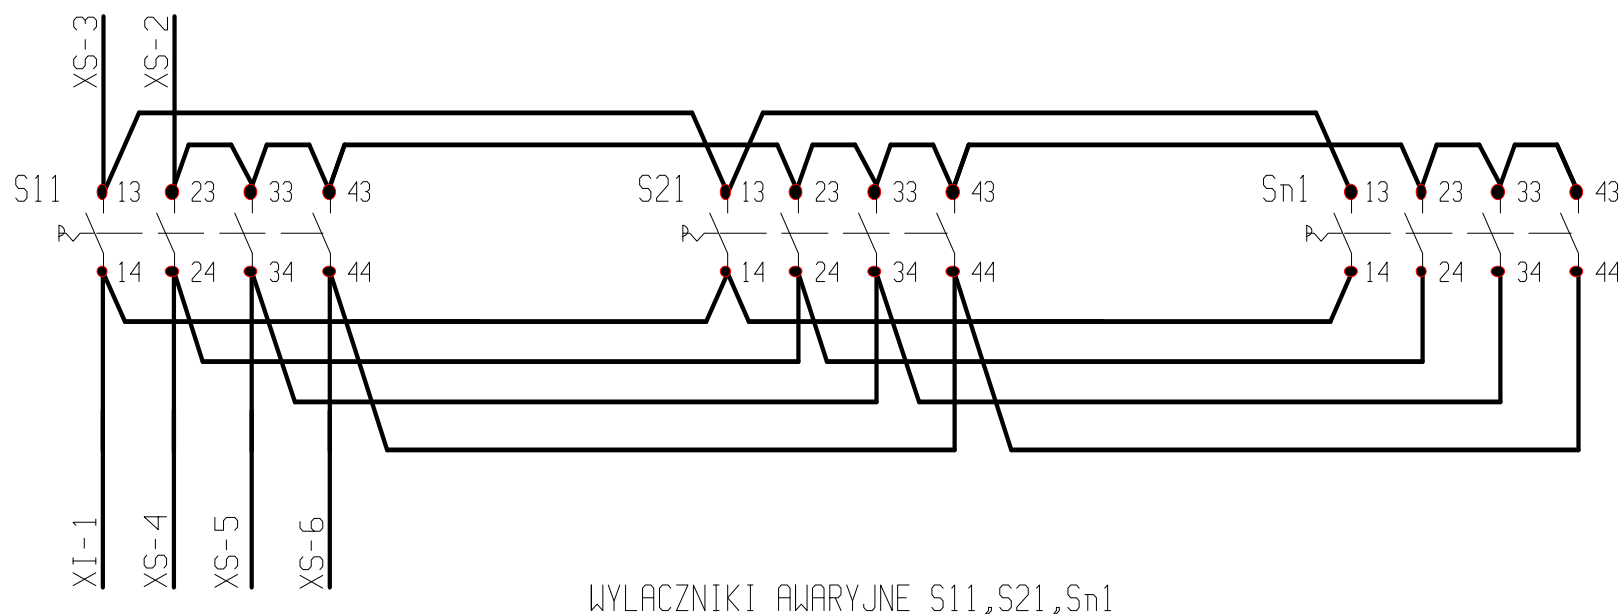 XS-3 XS-2
S11 13 23 33 43 S21 13 23 33 43 Sn1 13 23 33 43
14 24 34 44 14 24 34 44 14 24 34 44
XI-1 XS-4 XS-5 XS-6
WYLACZNIKI AWARYJNE S11,S21,Sn1